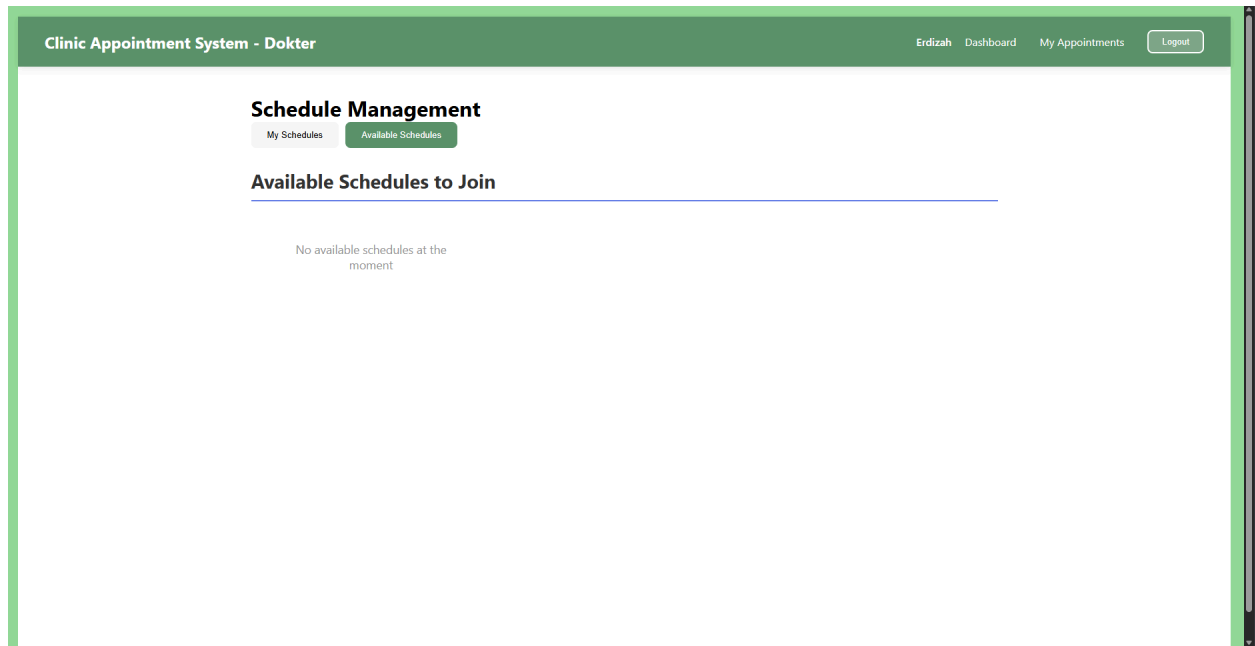 Clinic Appointment System - Dokter
Erdizah Dashboard My Appointments Logout
Schedule Management
My Schedules Available Schedules
Available Schedules to Join
No available schedules at the
moment